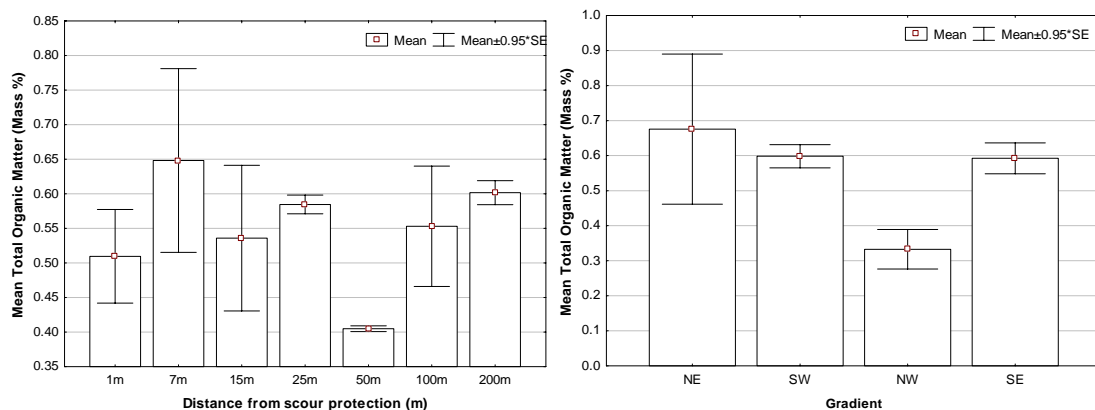 Mean Total Organic Matter (Mass %)
0.85
0.80
0.75
0.70
0.65
0.60
0.55
0.50
0.45
0.40
0.35
Mean Mean±0.95*SE
1m 7m 15m 25m 50m 100m 200m
Distance from scour protection (m)
Mean Total Organic Matter (Mass %)
1.0
0.9
0.8
0.7
0.6
0.5
0.4
0.3
0.2
0.1
0.0
Mean Mean±0.95*SE
NE SW NW SE
Gradient